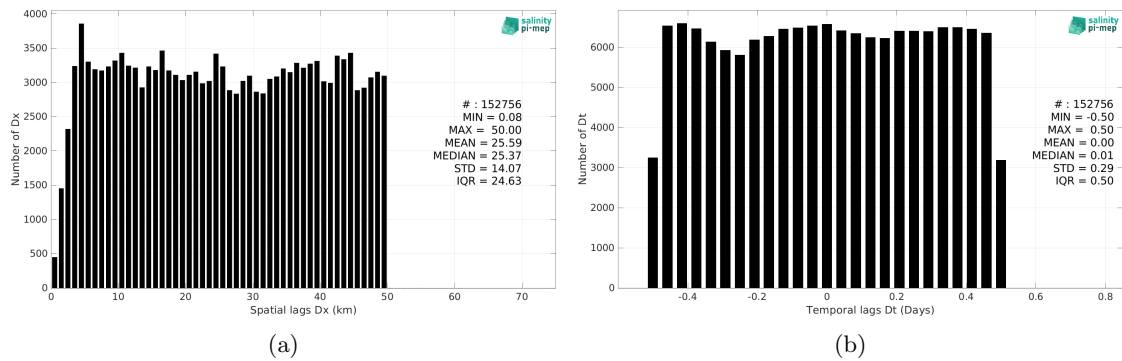 4000
3500
3000
2500
2000
1500
1000
500
0
Number of Dx
0
10
20
30
40
50
60
70
Spatial lags Dx (km)
salinity
pi-mep
# : 152756
MIN = 0.08
MAX = 50.00
MEAN = 25.59
MEDIAN = 25.37
STD = 14.07
IQR = 24.63
(a)
6000
5000
4000
3000
2000
1000
0
Number of Dt
-0.4
-0.2
0
0.2
0.4
0.6
0.8
Temporal lags Dt (Days)
salinity
pi-mep
# : 152756
MIN = -0.50
MAX = 0.50
MEAN = 0.00
MEDIAN = 0.01
STD = 0.29
IQR = 0.50
(b)